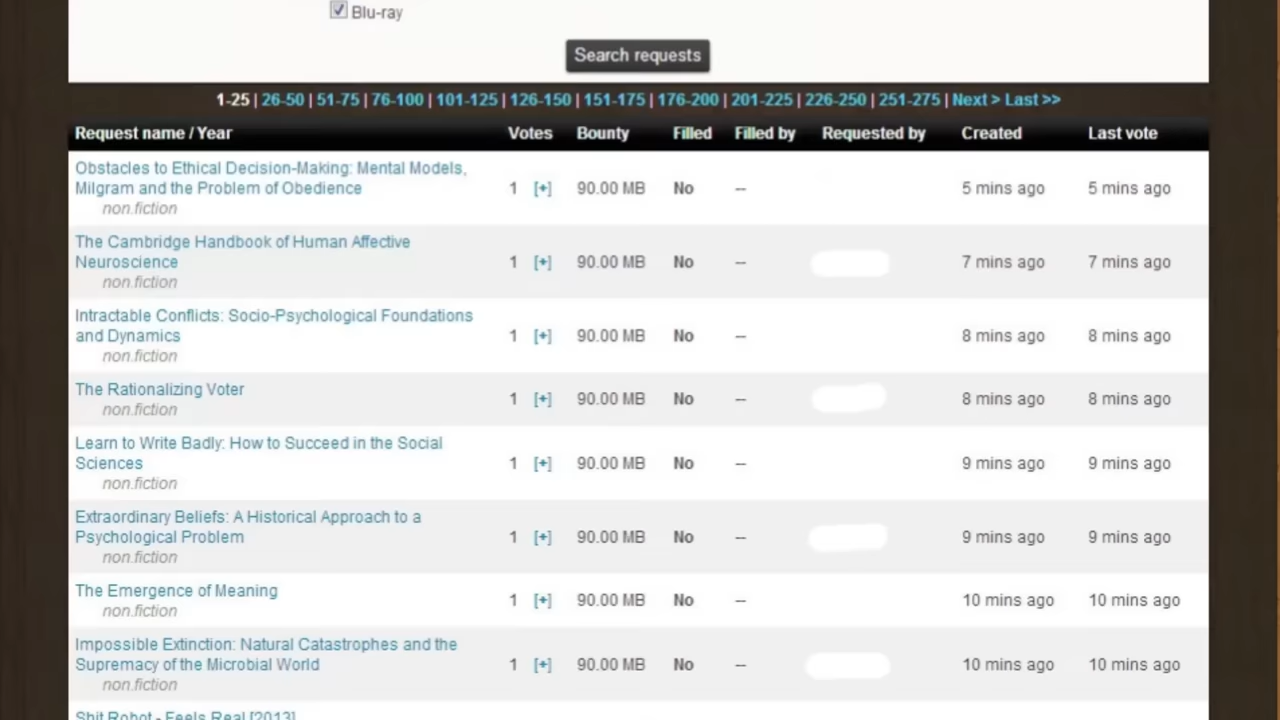 Blu-ray
Search requests
1-25 | 26-50 | 51-75 | 76-100 | 101-125 | 126-150 | 151-175 | 176-200 | 201-225 | 226-250 | 251-275 | Next > Last >>
Request name / Year Votes Bounty Filled Filled by Requested by Created Last vote
Obstacles to Ethical Decision-Making: Mental Models,
Milgram and the Problem of Obedience 1 [+] 90.00 MB No -- 5 mins ago 5 mins ago
non.fiction
The Cambridge Handbook of Human Affective
Neuroscience 1 [+] 90.00 MB No -- 7 mins ago 7 mins ago
non.fiction
Intractable Conflicts: Socio-Psychological Foundations
and Dynamics 1 [+] 90.00 MB No -- 8 mins ago 8 mins ago
non.fiction
The Rationalizing Voter 1 [+] 90.00 MB No -- 8 mins ago 8 mins ago
non.fiction
Learn to Write Badly: How to Succeed in the Social
Sciences 1 [+] 90.00 MB No -- 9 mins ago 9 mins ago
non.fiction
Extraordinary Beliefs: A Historical Approach to a
Psychological Problem 1 [+] 90.00 MB No -- 9 mins ago 9 mins ago
non.fiction
The Emergence of Meaning 1 [+] 90.00 MB No -- 10 mins ago 10 mins ago
non.fiction
Impossible Extinction: Natural Catastrophes and the
Supremacy of the Microbial World 1 [+] 90.00 MB No -- 10 mins ago 10 mins ago
non.fiction
Shit Robot - Feels Real [2013]